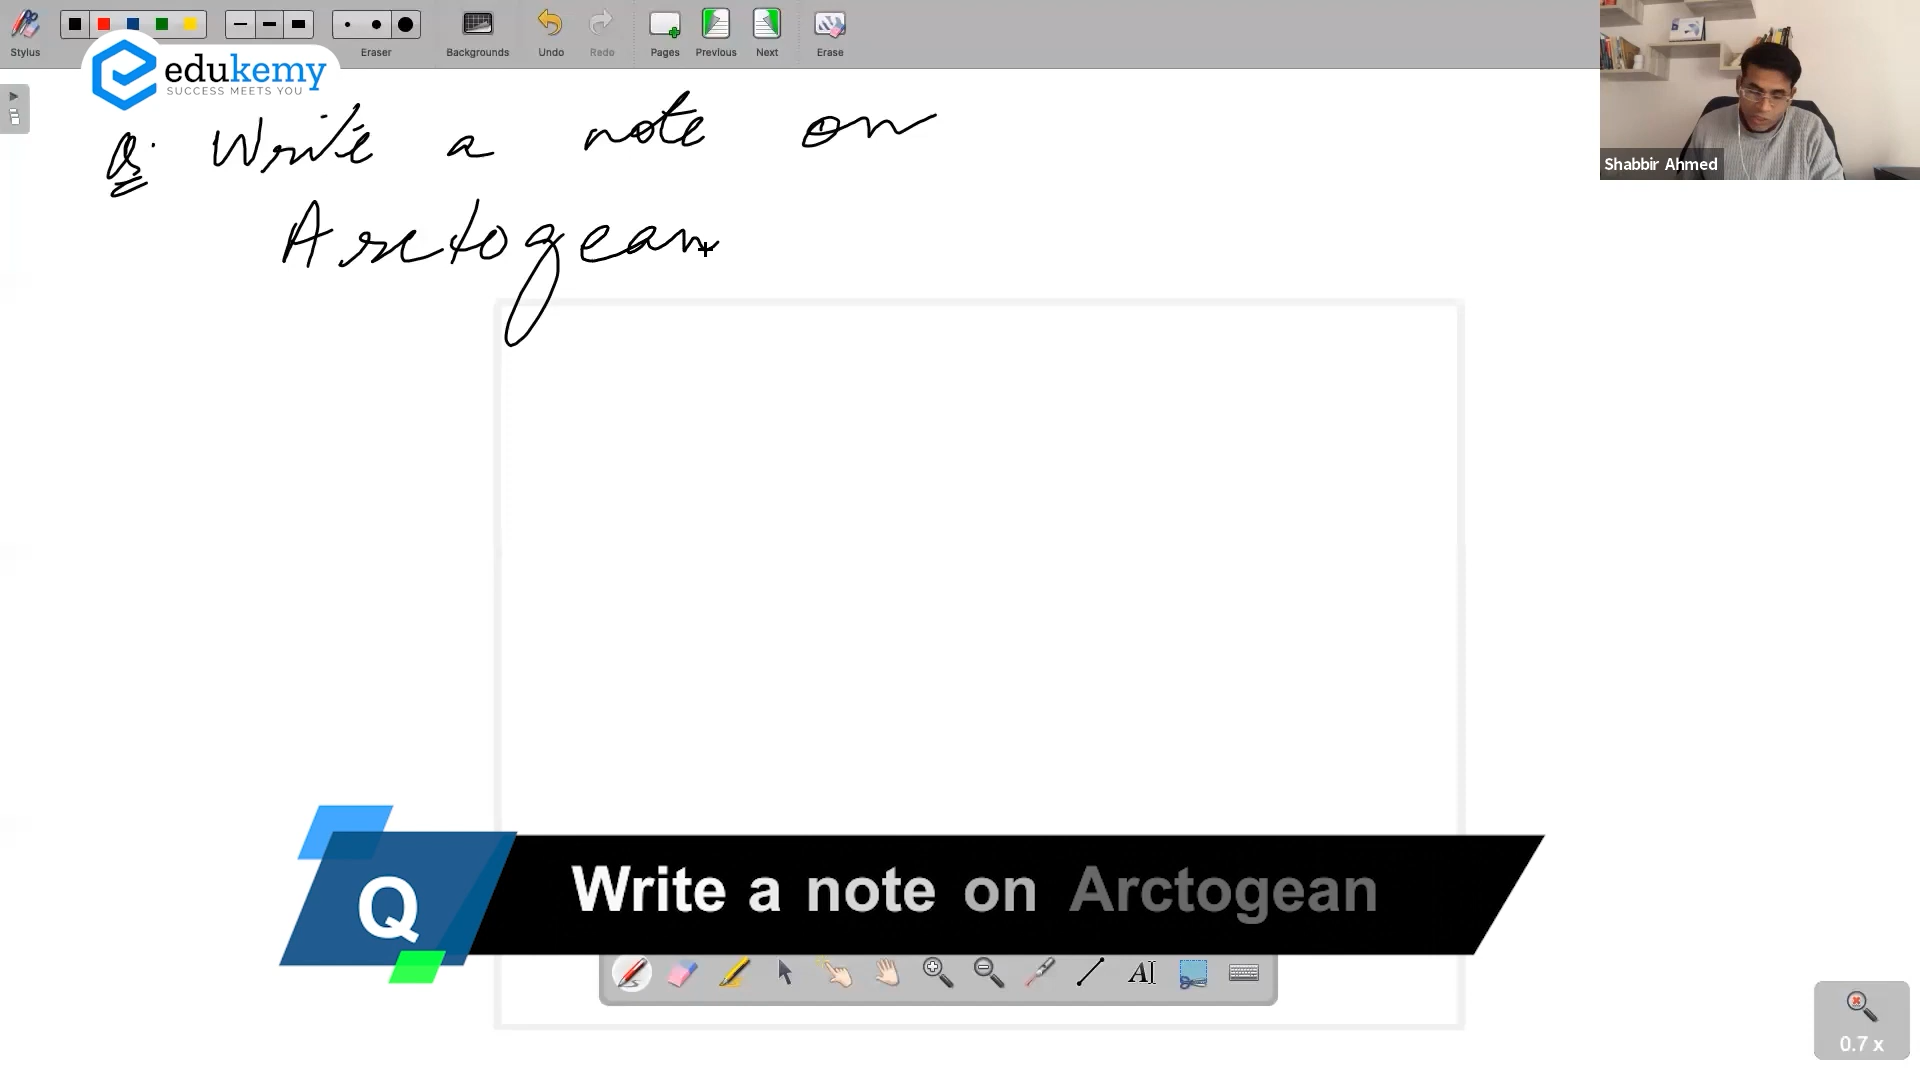 Stylus
Eraser
Backgrounds
Undo
Redo
Pages
Previous
Next
Erase
edukemy
SUCCESS MEETS YOU
Q. Write a note on
Arctogean
Shabbir Ahmed
Q
Write a note on Arctogean
AI
0.7 x